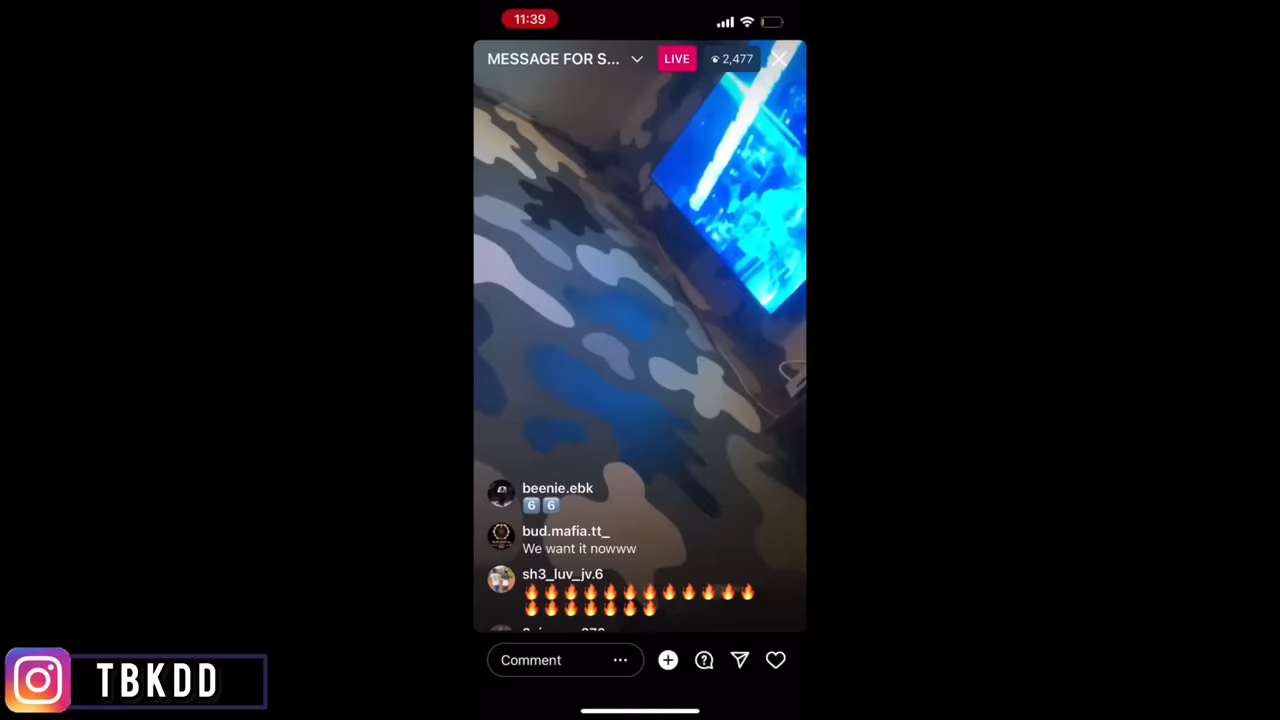 11:39
MESSAGE FOR S...
LIVE
2,477
beenie.ebk
6 6
bud.mafia.tt_
We want it nowww
sh3_luv_jv.6
🔥🔥🔥🔥🔥🔥🔥🔥🔥🔥🔥🔥
🔥🔥🔥🔥🔥🔥🔥
Comment
TBKDD